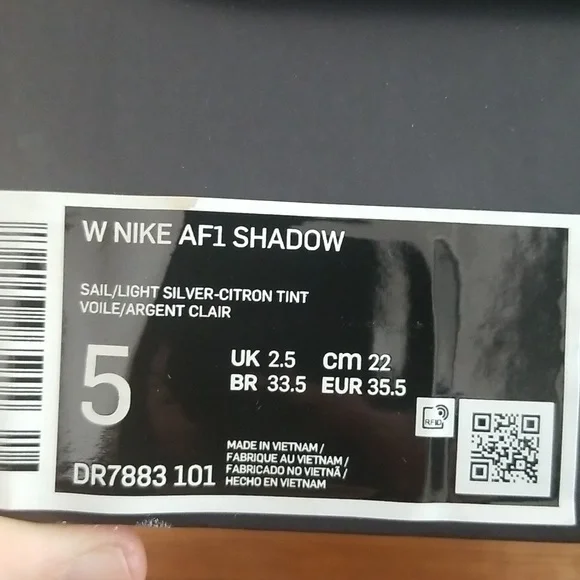 W NIKE AF1 SHADOW
SAIL/LIGHT SILVER-CITRON TINT
VOILE/ARGENT CLAIR
5
UK 2.5 cm 22
BR 33.5 EUR 35.5
RFID
DR7883 101
MADE IN VIETNAM /
FABRIQUE AU VIETNAM /
FABRICADO NO VIETNÃ /
HECHO EN VIETNAM